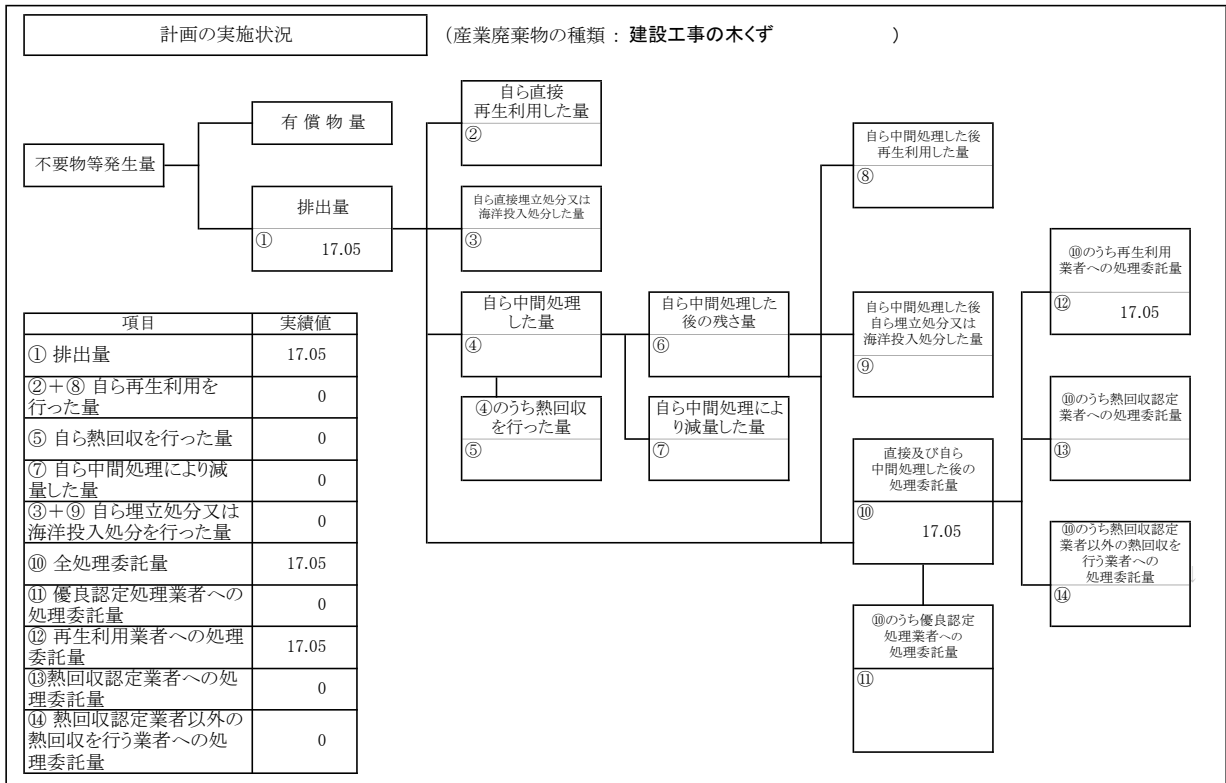 計画の実施状況
(産業廃棄物の種類 : 建設工事の木くず )
不要物等発生量
有 償 物 量
排出量
① 17.05
自ら直接
再生利用した量
②
自ら直接埋立処分又は
海洋投入処分した量
③
自ら中間処理
した量
④
④のうち熱回収
を行った量
⑤
自ら中間処理した
後の残さ量
⑥
自ら中間処理によ
り減量した量
⑦
自ら中間処理した後
再生利用した量
⑧
自ら中間処理した後
自ら埋立処分又は
海洋投入処分した量
⑨
直接及び自ら
中間処理した後の
処理委託量
⑩
17.05
⑩のうち優良認定
処理業者への
処理委託量
⑪
⑩のうち再生利用
業者への処理委託量
⑫ 17.05
⑩のうち熱回収認定
業者への処理委託量
⑬
⑩のうち熱回収認定
業者以外の熱回収を
行う業者への
処理委託量
↓
⑭
項目 実績値
① 排出量 17.05
②+⑧ 自ら再生利用を
行った量 0
⑤ 自ら熱回収を行った量 0
⑦ 自ら中間処理により減
量した量 0
③+⑨ 自ら埋立処分又は
海洋投入処分を行った量 0
⑩ 全処理委託量 17.05
⑪ 優良認定処理業者への
処理委託量 0
⑫ 再生利用業者への処理
委託量 17.05
⑬熱回収認定業者への処
理委託量 0
⑭ 熱回収認定業者以外の
熱回収を行う業者への処
理委託量 0